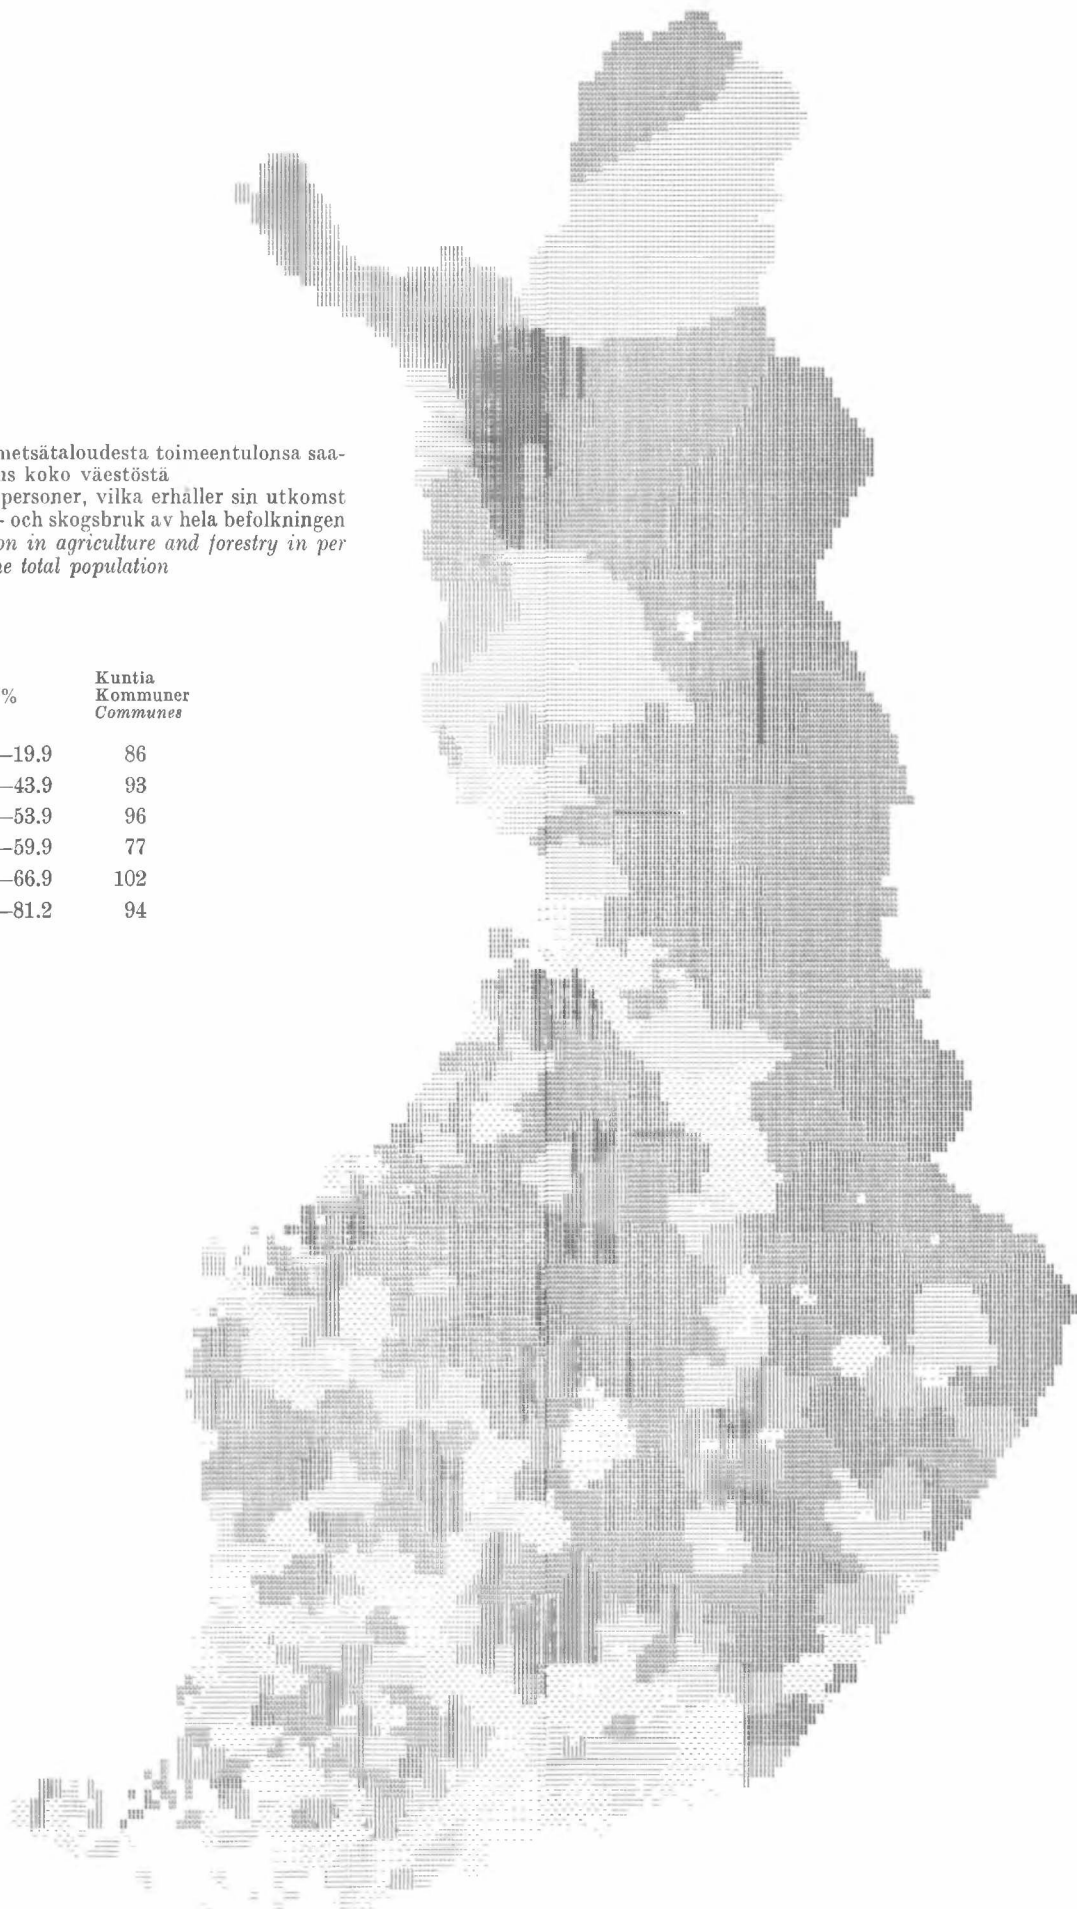 netsätaloudesta toimeentulonsa saa-
ns koko väestöstä
personer, vilka erhåller sin utkomst
- och skogsbruk av hela befolkningen
on in agriculture and forestry in per
he total population
% Kuntia
Kommuner
Communes
–19.9 86
–43.9 93
–53.9 96
–59.9 77
–66.9 102
–81.2 94